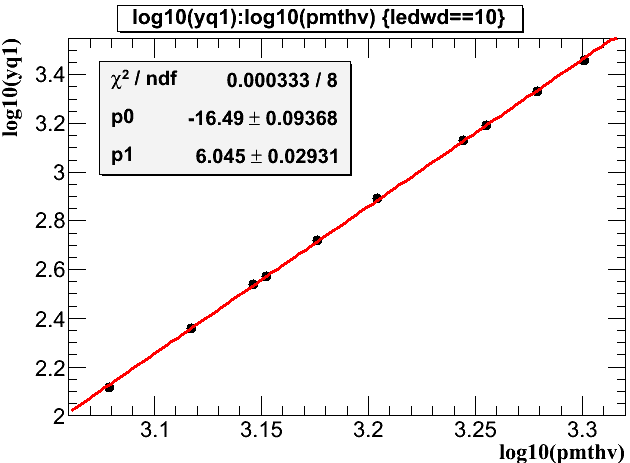 log10(yq1):log10(pmthv) {ledwd==10}
χ² / ndf 0.000333 / 8
p0 -16.49 ± 0.09368
p1 6.045 ± 0.02931
log10(yq1)
3.4
3.2
3
2.8
2.6
2.4
2.2
2
3.1 3.15 3.2 3.25 3.3
log10(pmthv)